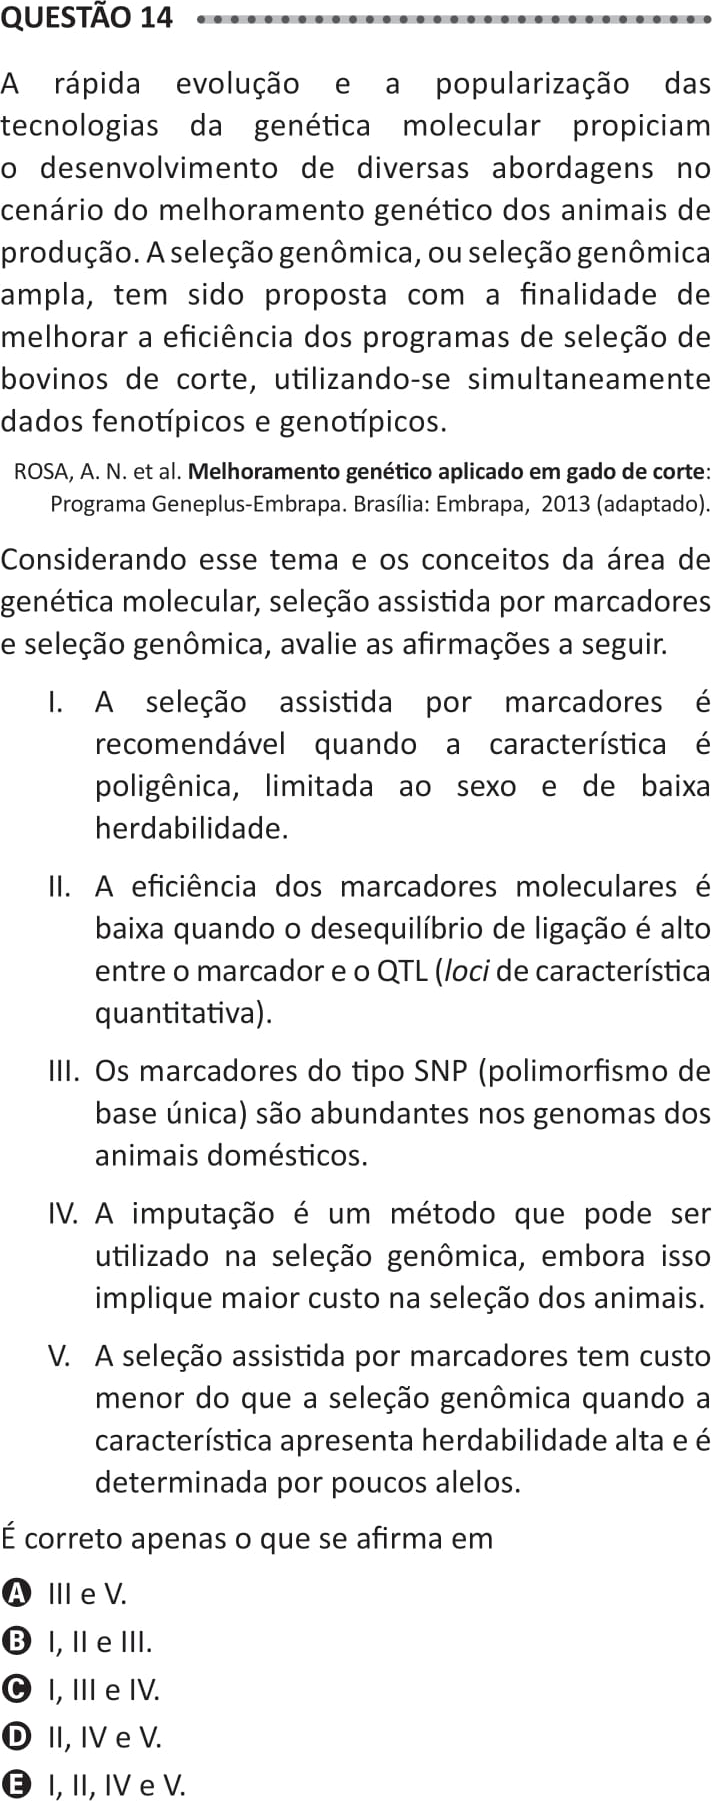 QUESTÃO 14
A rápida evolução e a popularização das
tecnologias da genética molecular propiciam
o desenvolvimento de diversas abordagens no
cenário do melhoramento genético dos animais de
produção. A seleção genômica, ou seleção genômica
ampla, tem sido proposta com a finalidade de
melhorar a eficiência dos programas de seleção de
bovinos de corte, utilizando-se simultaneamente
dados fenotípicos e genotípicos.
ROSA, A. N. et al. Melhoramento genético aplicado em gado de corte:
Programa Geneplus-Embrapa. Brasília: Embrapa, 2013 (adaptado).
Considerando esse tema e os conceitos da área de
genética molecular, seleção assistida por marcadores
e seleção genômica, avalie as afirmações a seguir.
I. A seleção assistida por marcadores é
recomendável quando a característica é
poligênica, limitada ao sexo e de baixa
herdabilidade.
II. A eficiência dos marcadores moleculares é
baixa quando o desequilíbrio de ligação é alto
entre o marcador e o QTL (loci de característica
quantitativa).
III. Os marcadores do tipo SNP (polimorfismo de
base única) são abundantes nos genomas dos
animais domésticos.
IV. A imputação é um método que pode ser
utilizado na seleção genômica, embora isso
implique maior custo na seleção dos animais.
V. A seleção assistida por marcadores tem custo
menor do que a seleção genômica quando a
característica apresenta herdabilidade alta e é
determinada por poucos alelos.
É correto apenas o que se afirma em
A III e V.
B I, II e III.
C I, III e IV.
D II, IV e V.
E I, II, IV e V.